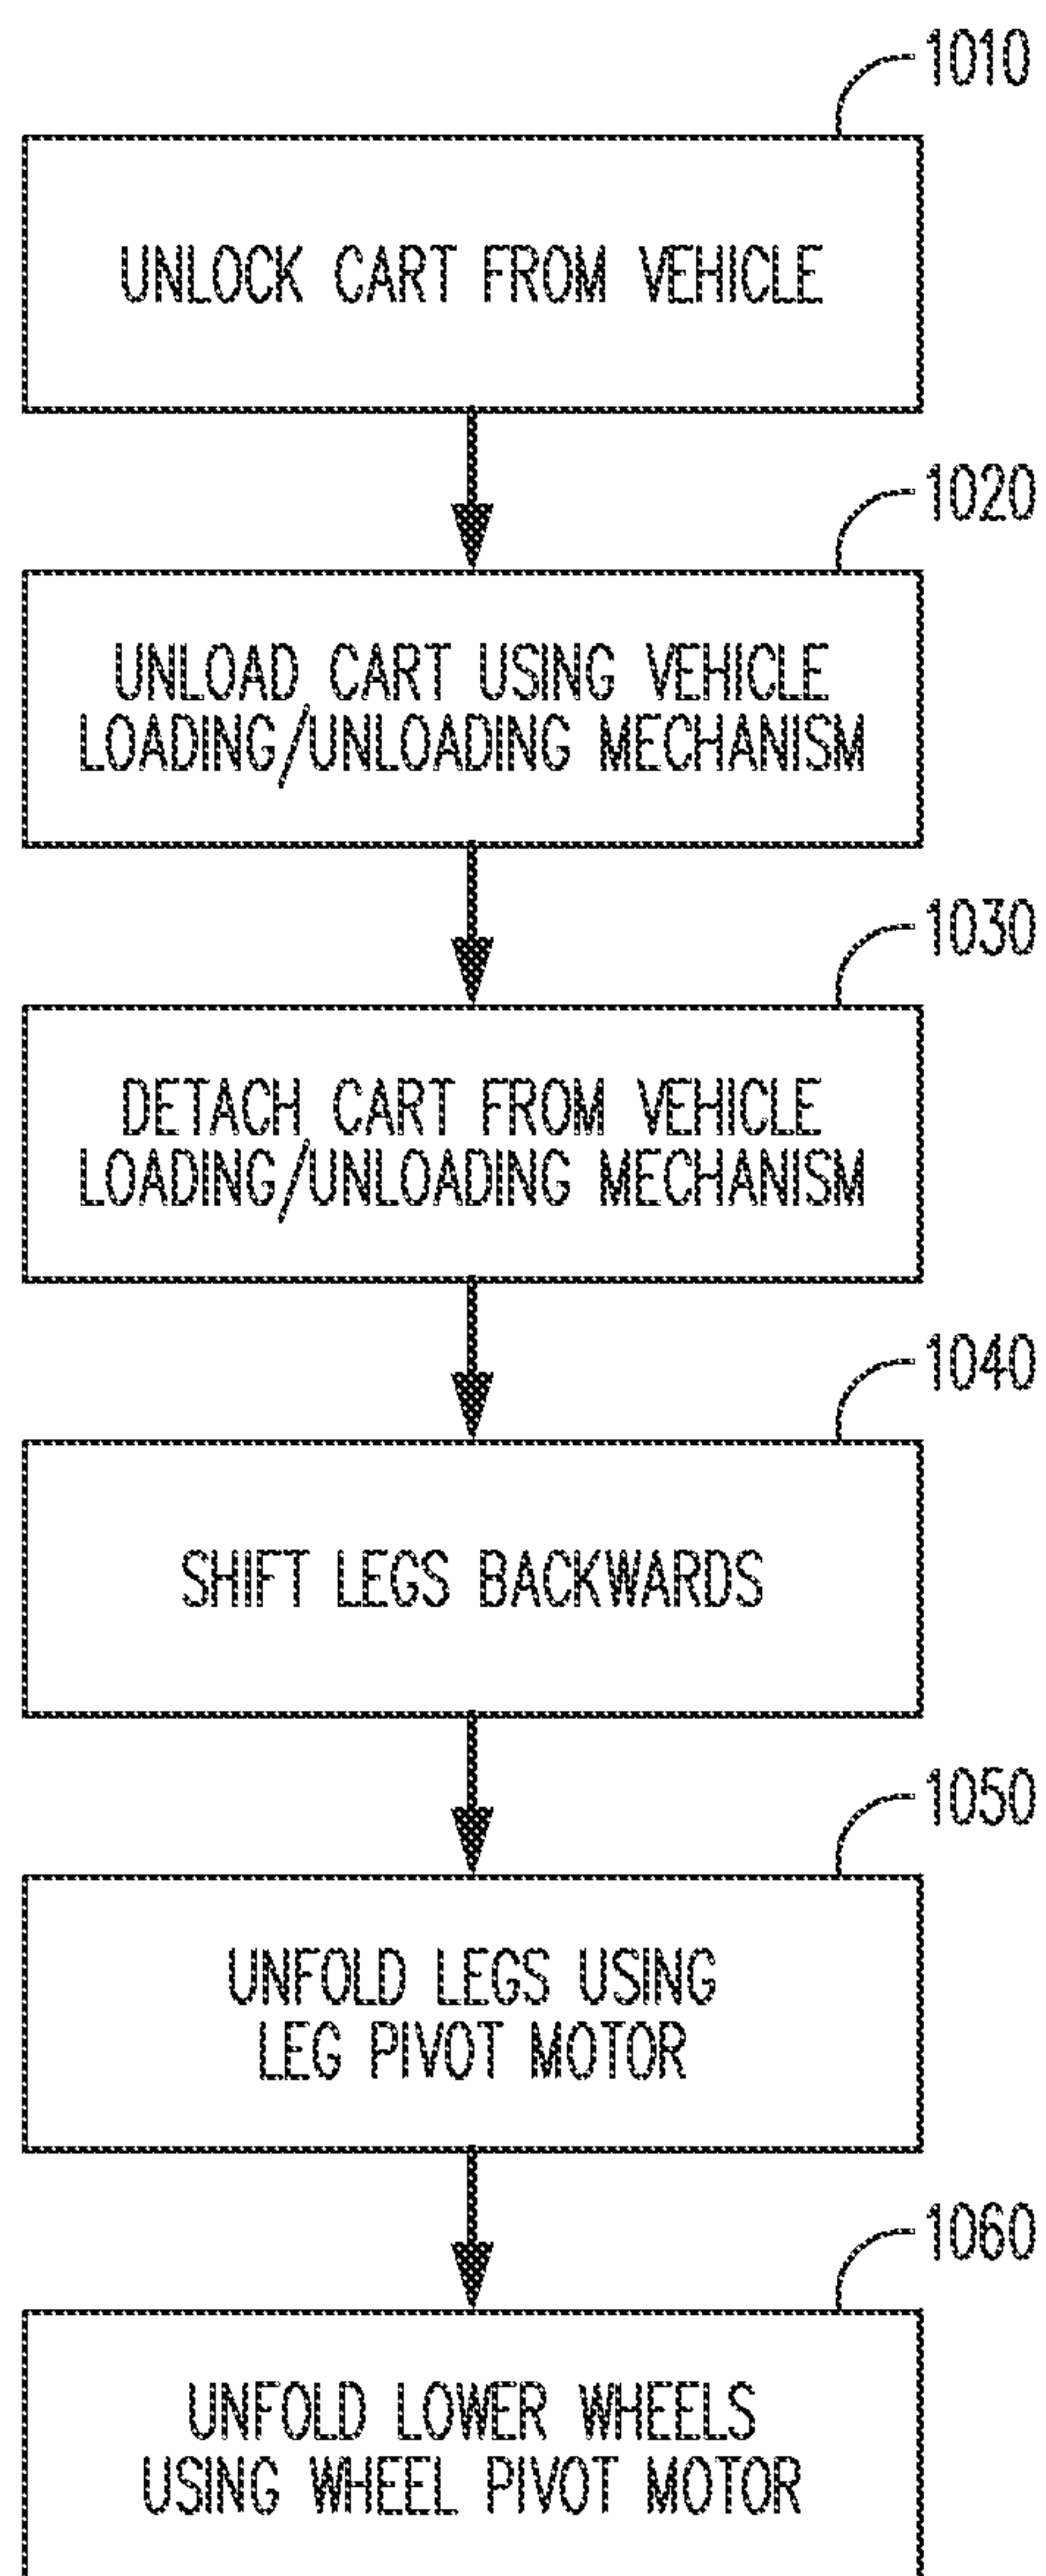 1010
UNLOCK CART FROM VEHICLE
1020
UNLOAD CART USING VEHICLE
LOADING/UNLOADING MECHANISM
1030
DETACH CART FROM VEHICLE
LOADING/UNLOADING MECHANISM
1040
SHIFT LEGS BACKWARDS
1050
UNFOLD LEGS USING
LEG PIVOT MOTOR
1060
UNFOLD LOWER WHEELS
USING WHEEL PIVOT MOTOR